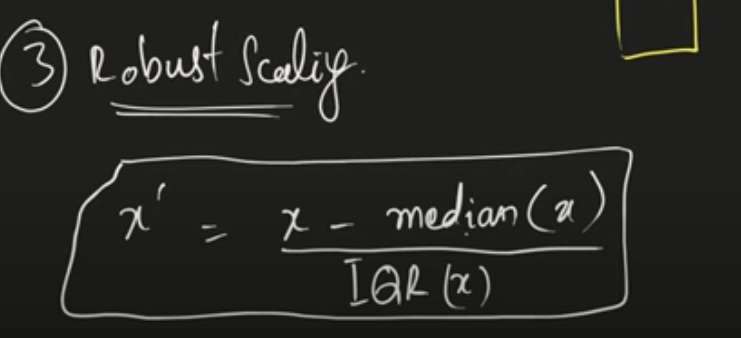 ③ Robust Scaling.
x' = x - median(x)
IQR(x)